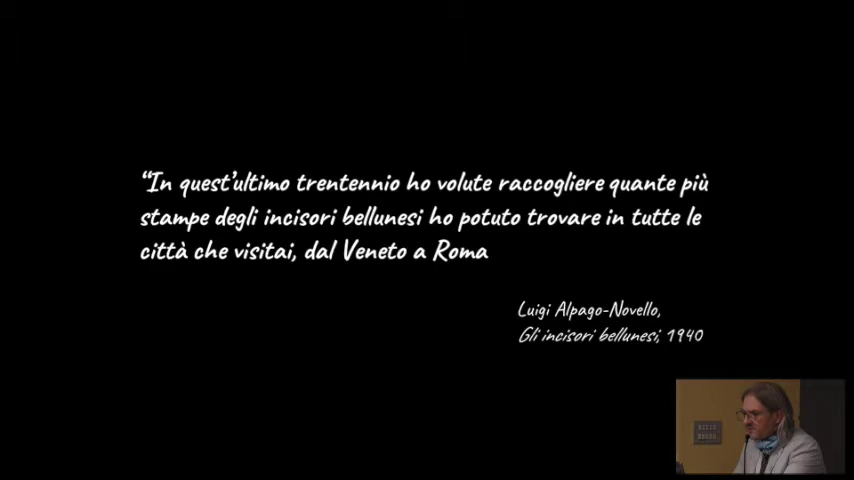 “In quest’ultimo trentennio ho volute raccogliere quante più
stampe degli incisori bellunesi ho potuto trovare in tutte le
città che visitai, dal Veneto a Roma
Luigi Alpago-Novello,
Gli incisori bellunesi, 1940